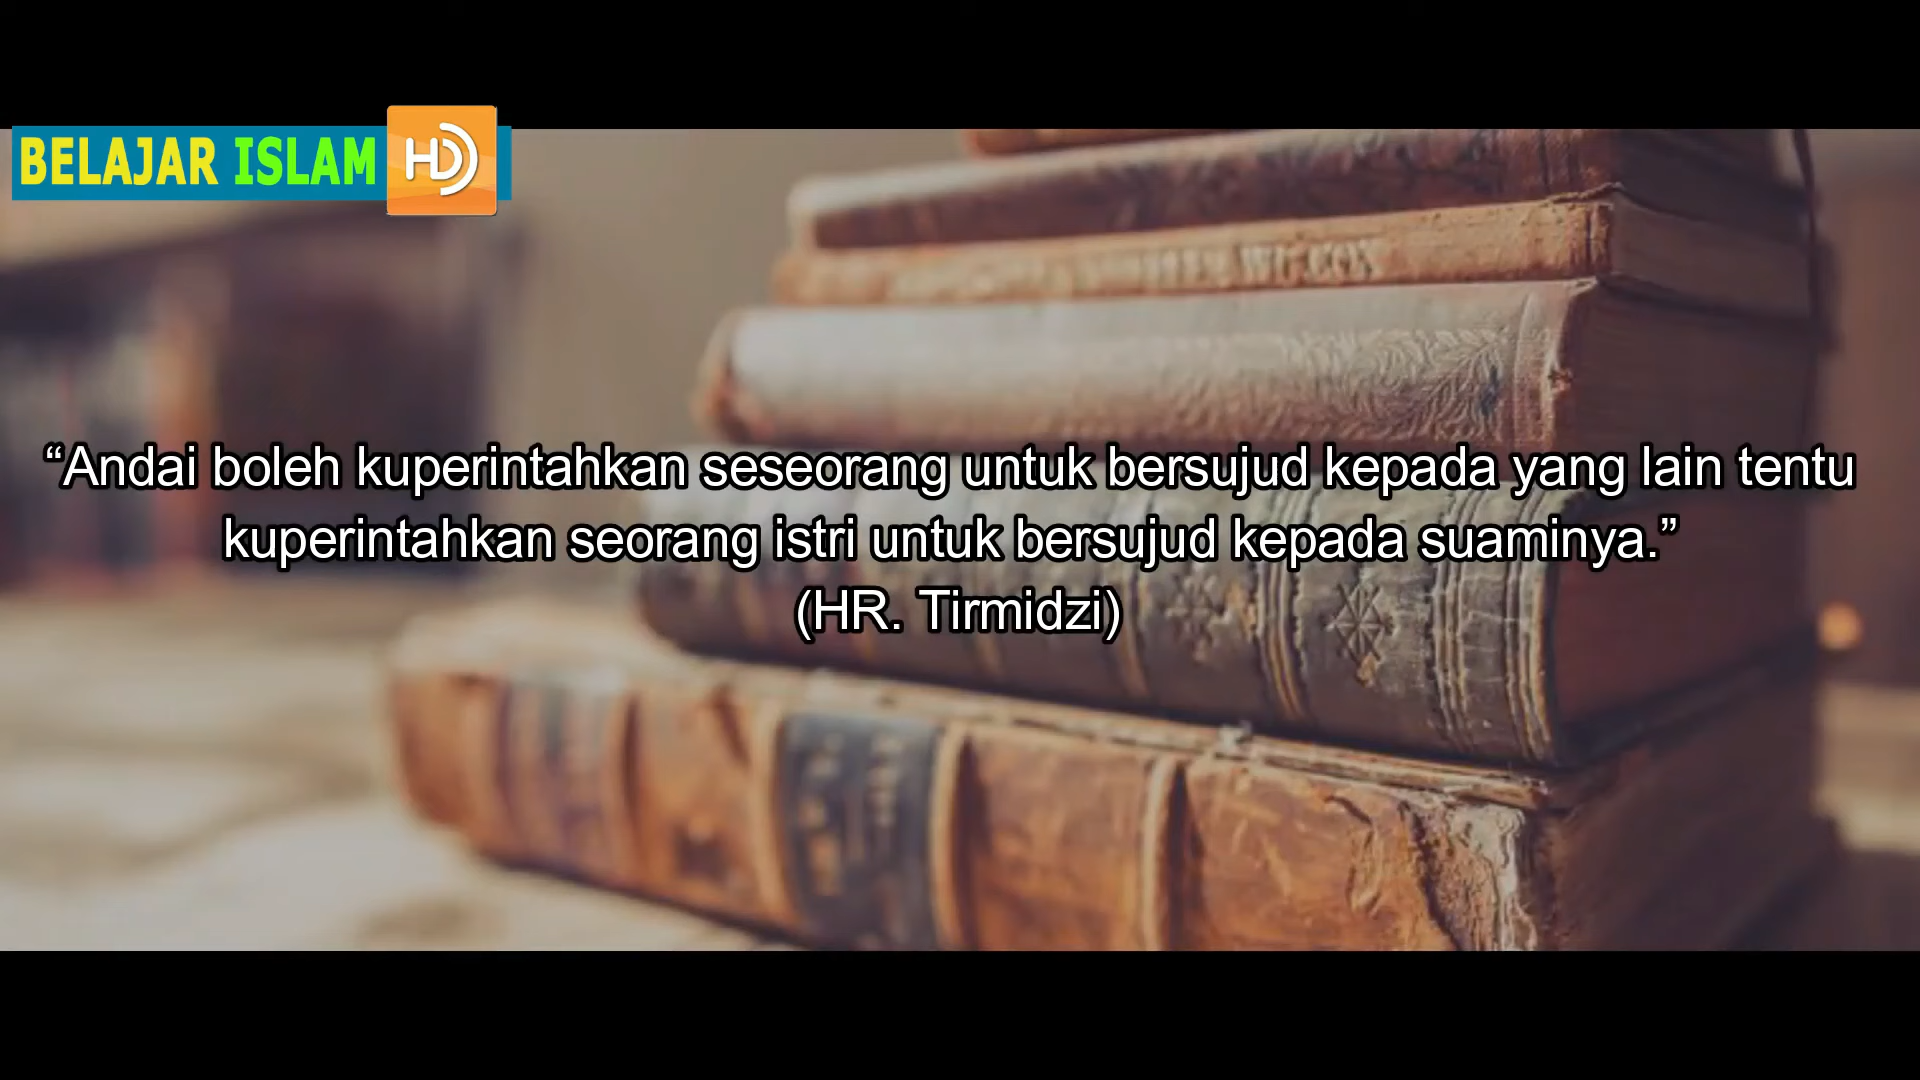 BELAJAR ISLAM HD
“Andai boleh kuperintahkan seseorang untuk bersujud kepada yang lain tentu
kuperintahkan seorang istri untuk bersujud kepada suaminya.”
(HR. Tirmidzi)